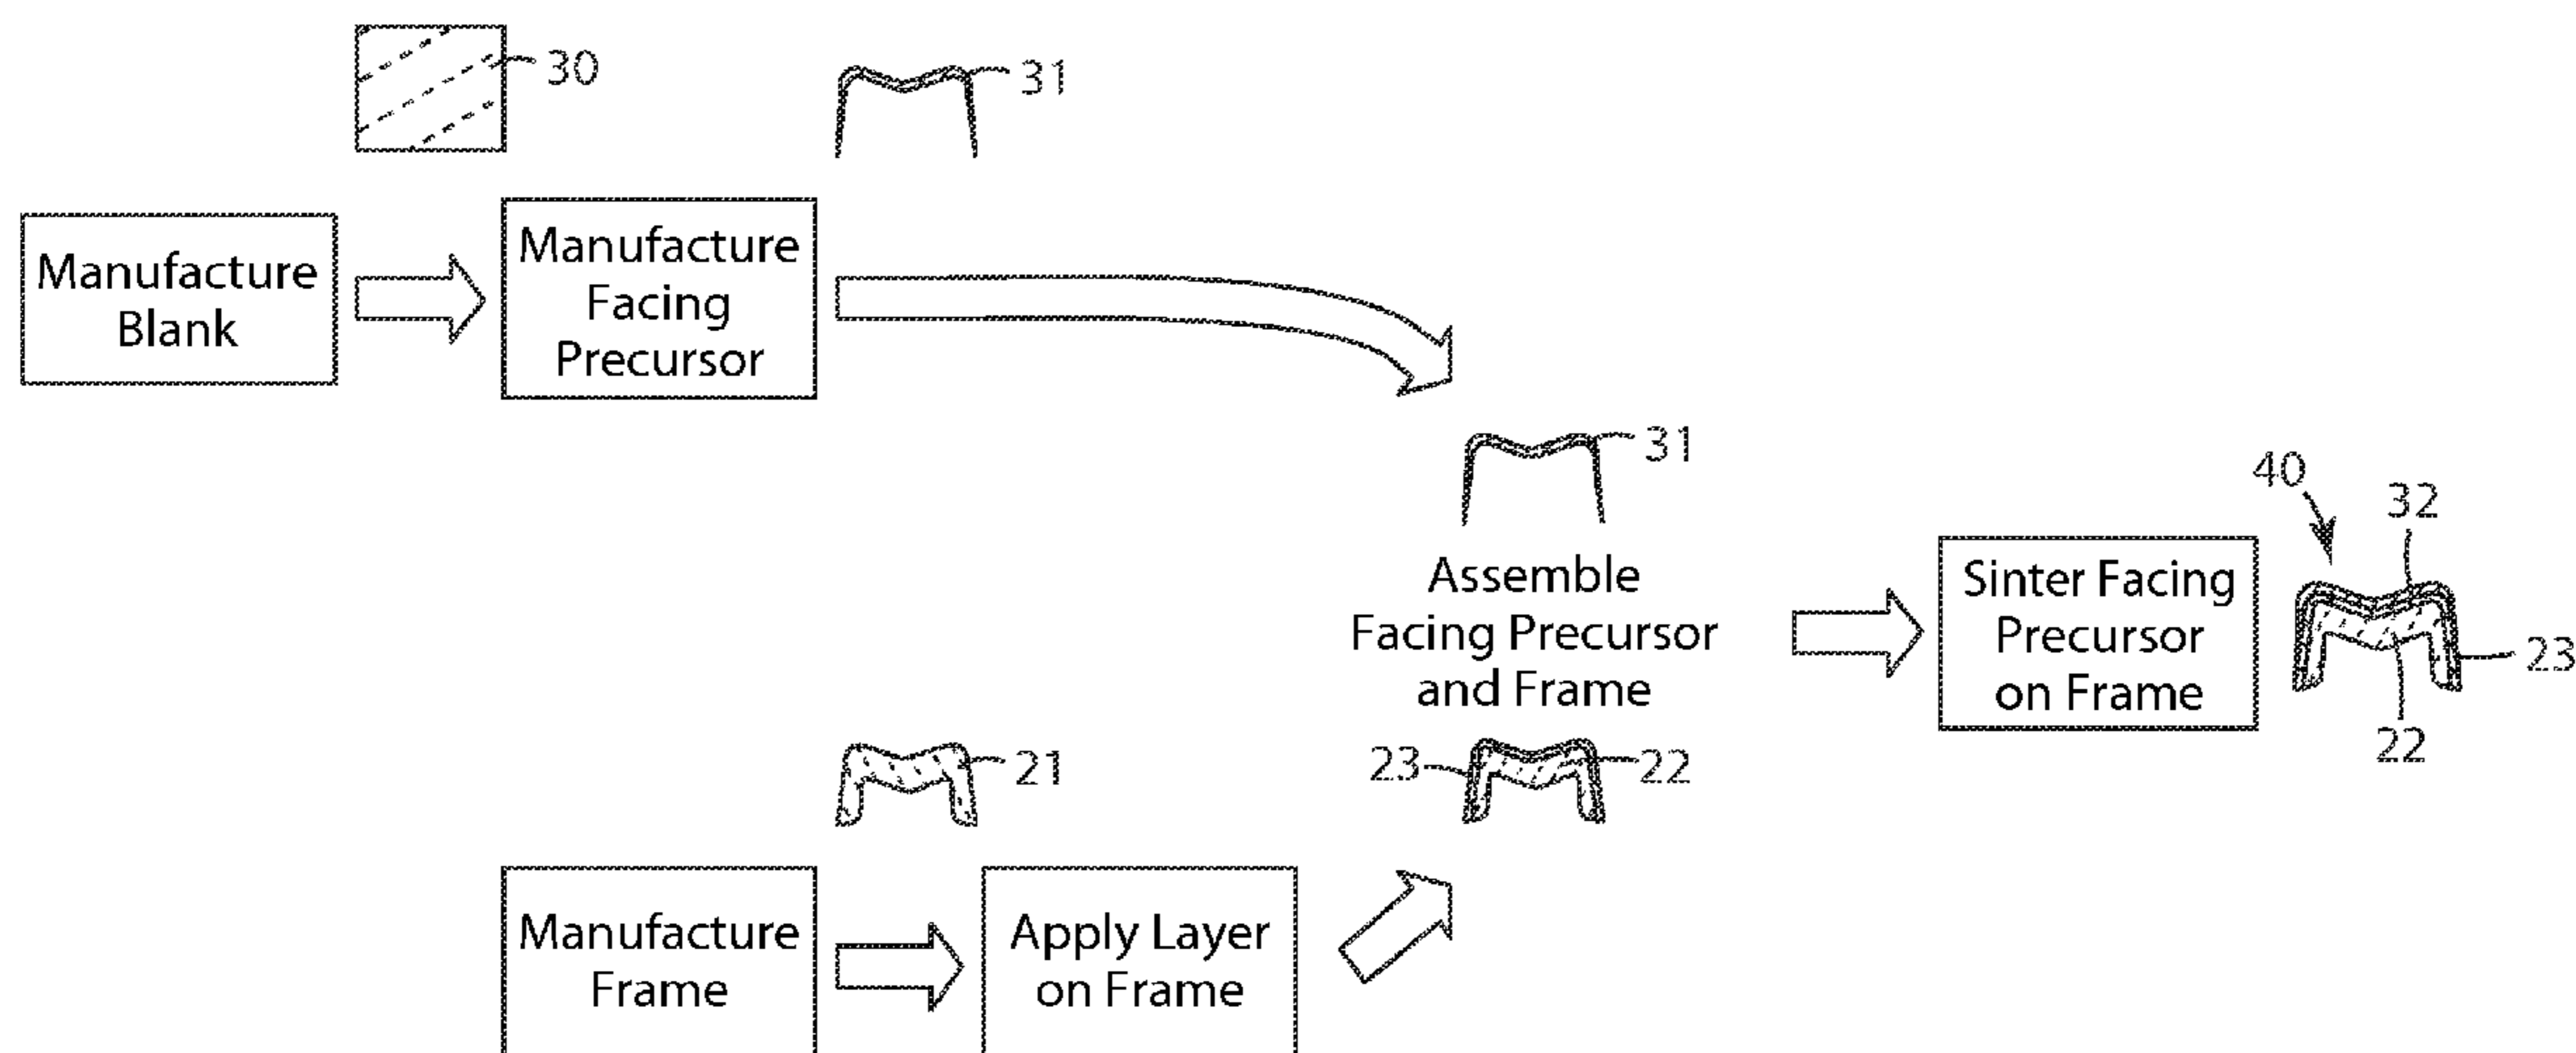 30
31
Manufacture
Blank
Manufacture
Facing
Precursor
31
40
32
Assemble
Facing Precursor
and Frame
Sinter Facing
Precursor
on Frame
23
22
21
23
22
Manufacture
Frame
Apply Layer
on Frame